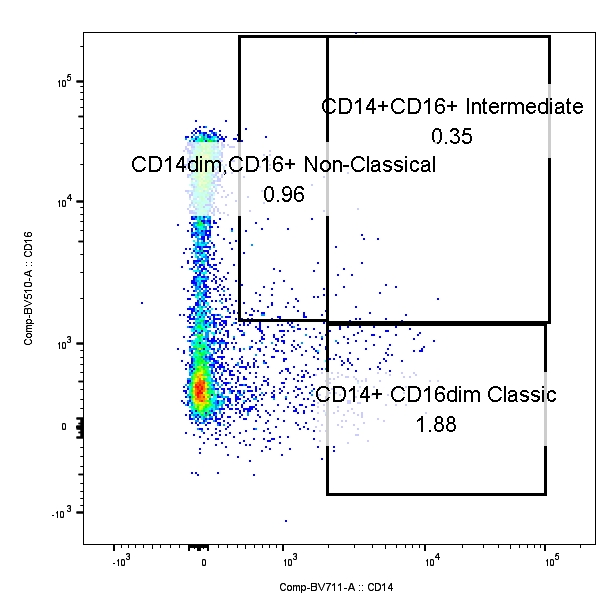 10^5
CD14+CD16+ Intermediate
0.35
CD14dim,CD16+ Non-Classical
0.96
10^4
Comp-BV510-A :: CD16
10^3
CD14+ CD16dim Classic
1.88
0
-10^3
-10^3 0 10^3 10^4 10^5
Comp-BV711-A :: CD14